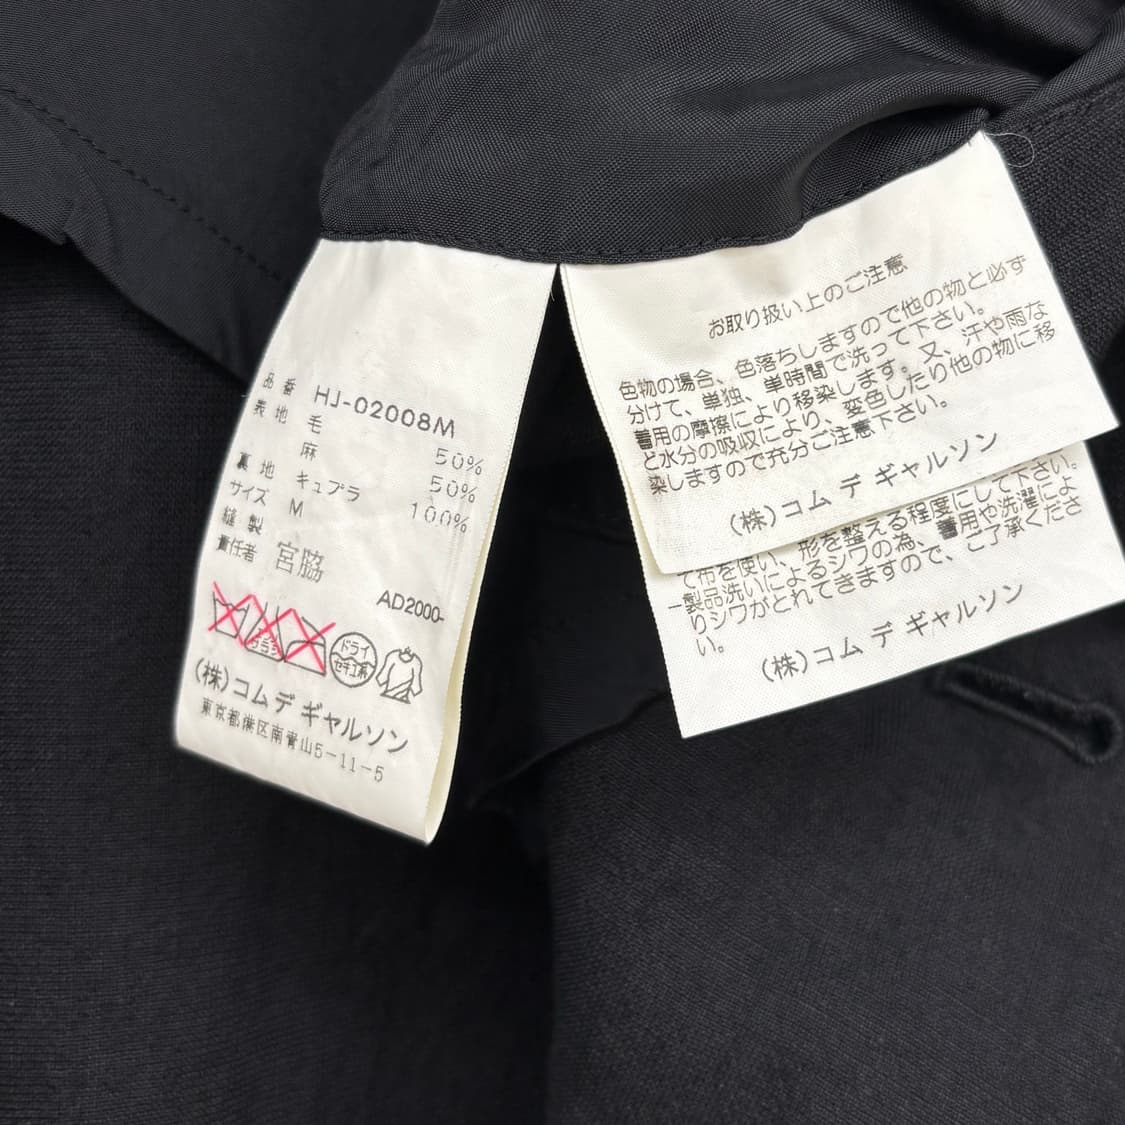 品番 HJ-02008M
表地 毛 50%
麻 50%
裏地 キュプラ 100%
サイズ M
縫製
責任者 宮脇
AD2000-
ドライ
セキユ系
(株)コム デ ギャルソン
東京都港区南青山5-11-5
お取り扱い上のご注意
色物の場合、色落ちしますので他の物と必ず
分けて、単独、単時間で洗って下さい。
着用の摩擦により移染します。又、汗や雨な
ど水分の吸収により、変色したり他の物に移
染しますので充分ご注意下さい。
(株)コム デ ギャルソン
て布を使い、形を整える程度にして下さい。
製品洗いによるシワの為、着用や洗濯によ
りシワがとれてきますので、ご了承くださ
い。
(株)コム デ ギャルソン